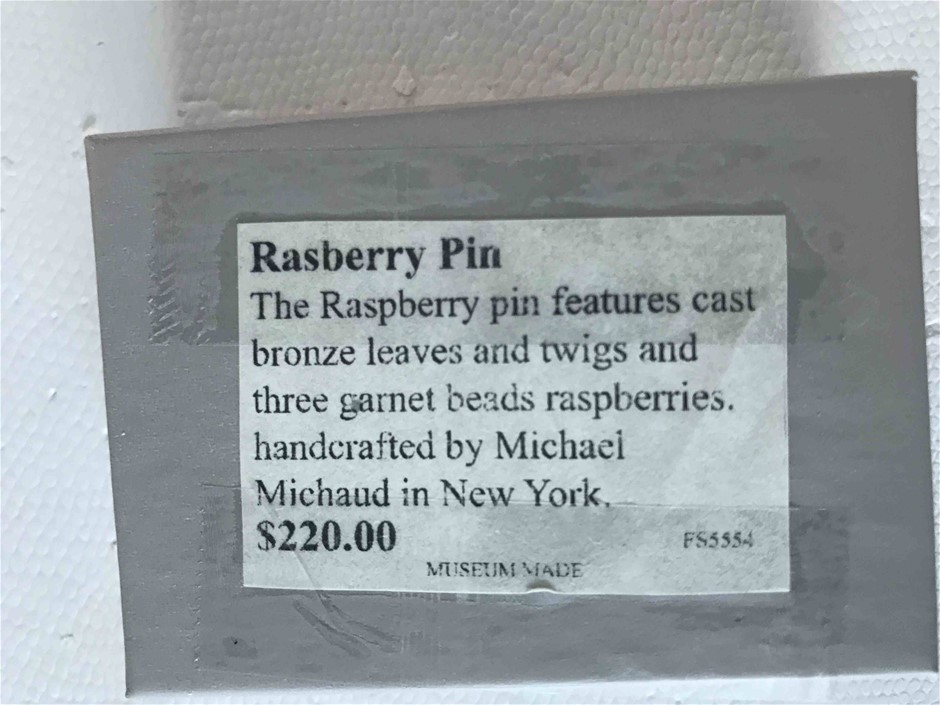 Rasberry Pin
The Raspberry pin features cast
bronze leaves and twigs and
three garnet beads raspberries.
handcrafted by Michael
Michaud in New York.
$220.00 FS5554
MUSEUM MADE